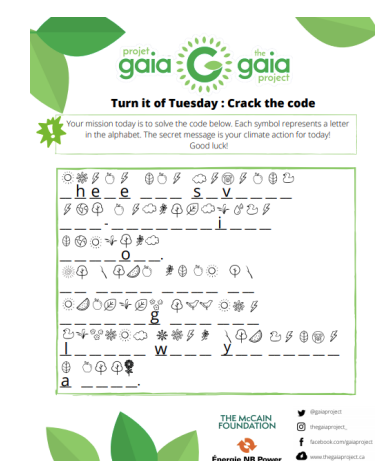 projet
gaia
the
gaia
project
Turn it of Tuesday : Crack the code
Your mission today is to solve the code below. Each symbol represents a letter
in the alphabet. The secret message is your climate action for today!
Good luck!
h e e s v
- i
o .
g
l w y
a .
THE McCAIN
FOUNDATION
Énergie NB Power
@gaiaproject
thegaiaproject_
facebook.com/gaiaproject
www.thegaiaproject.ca